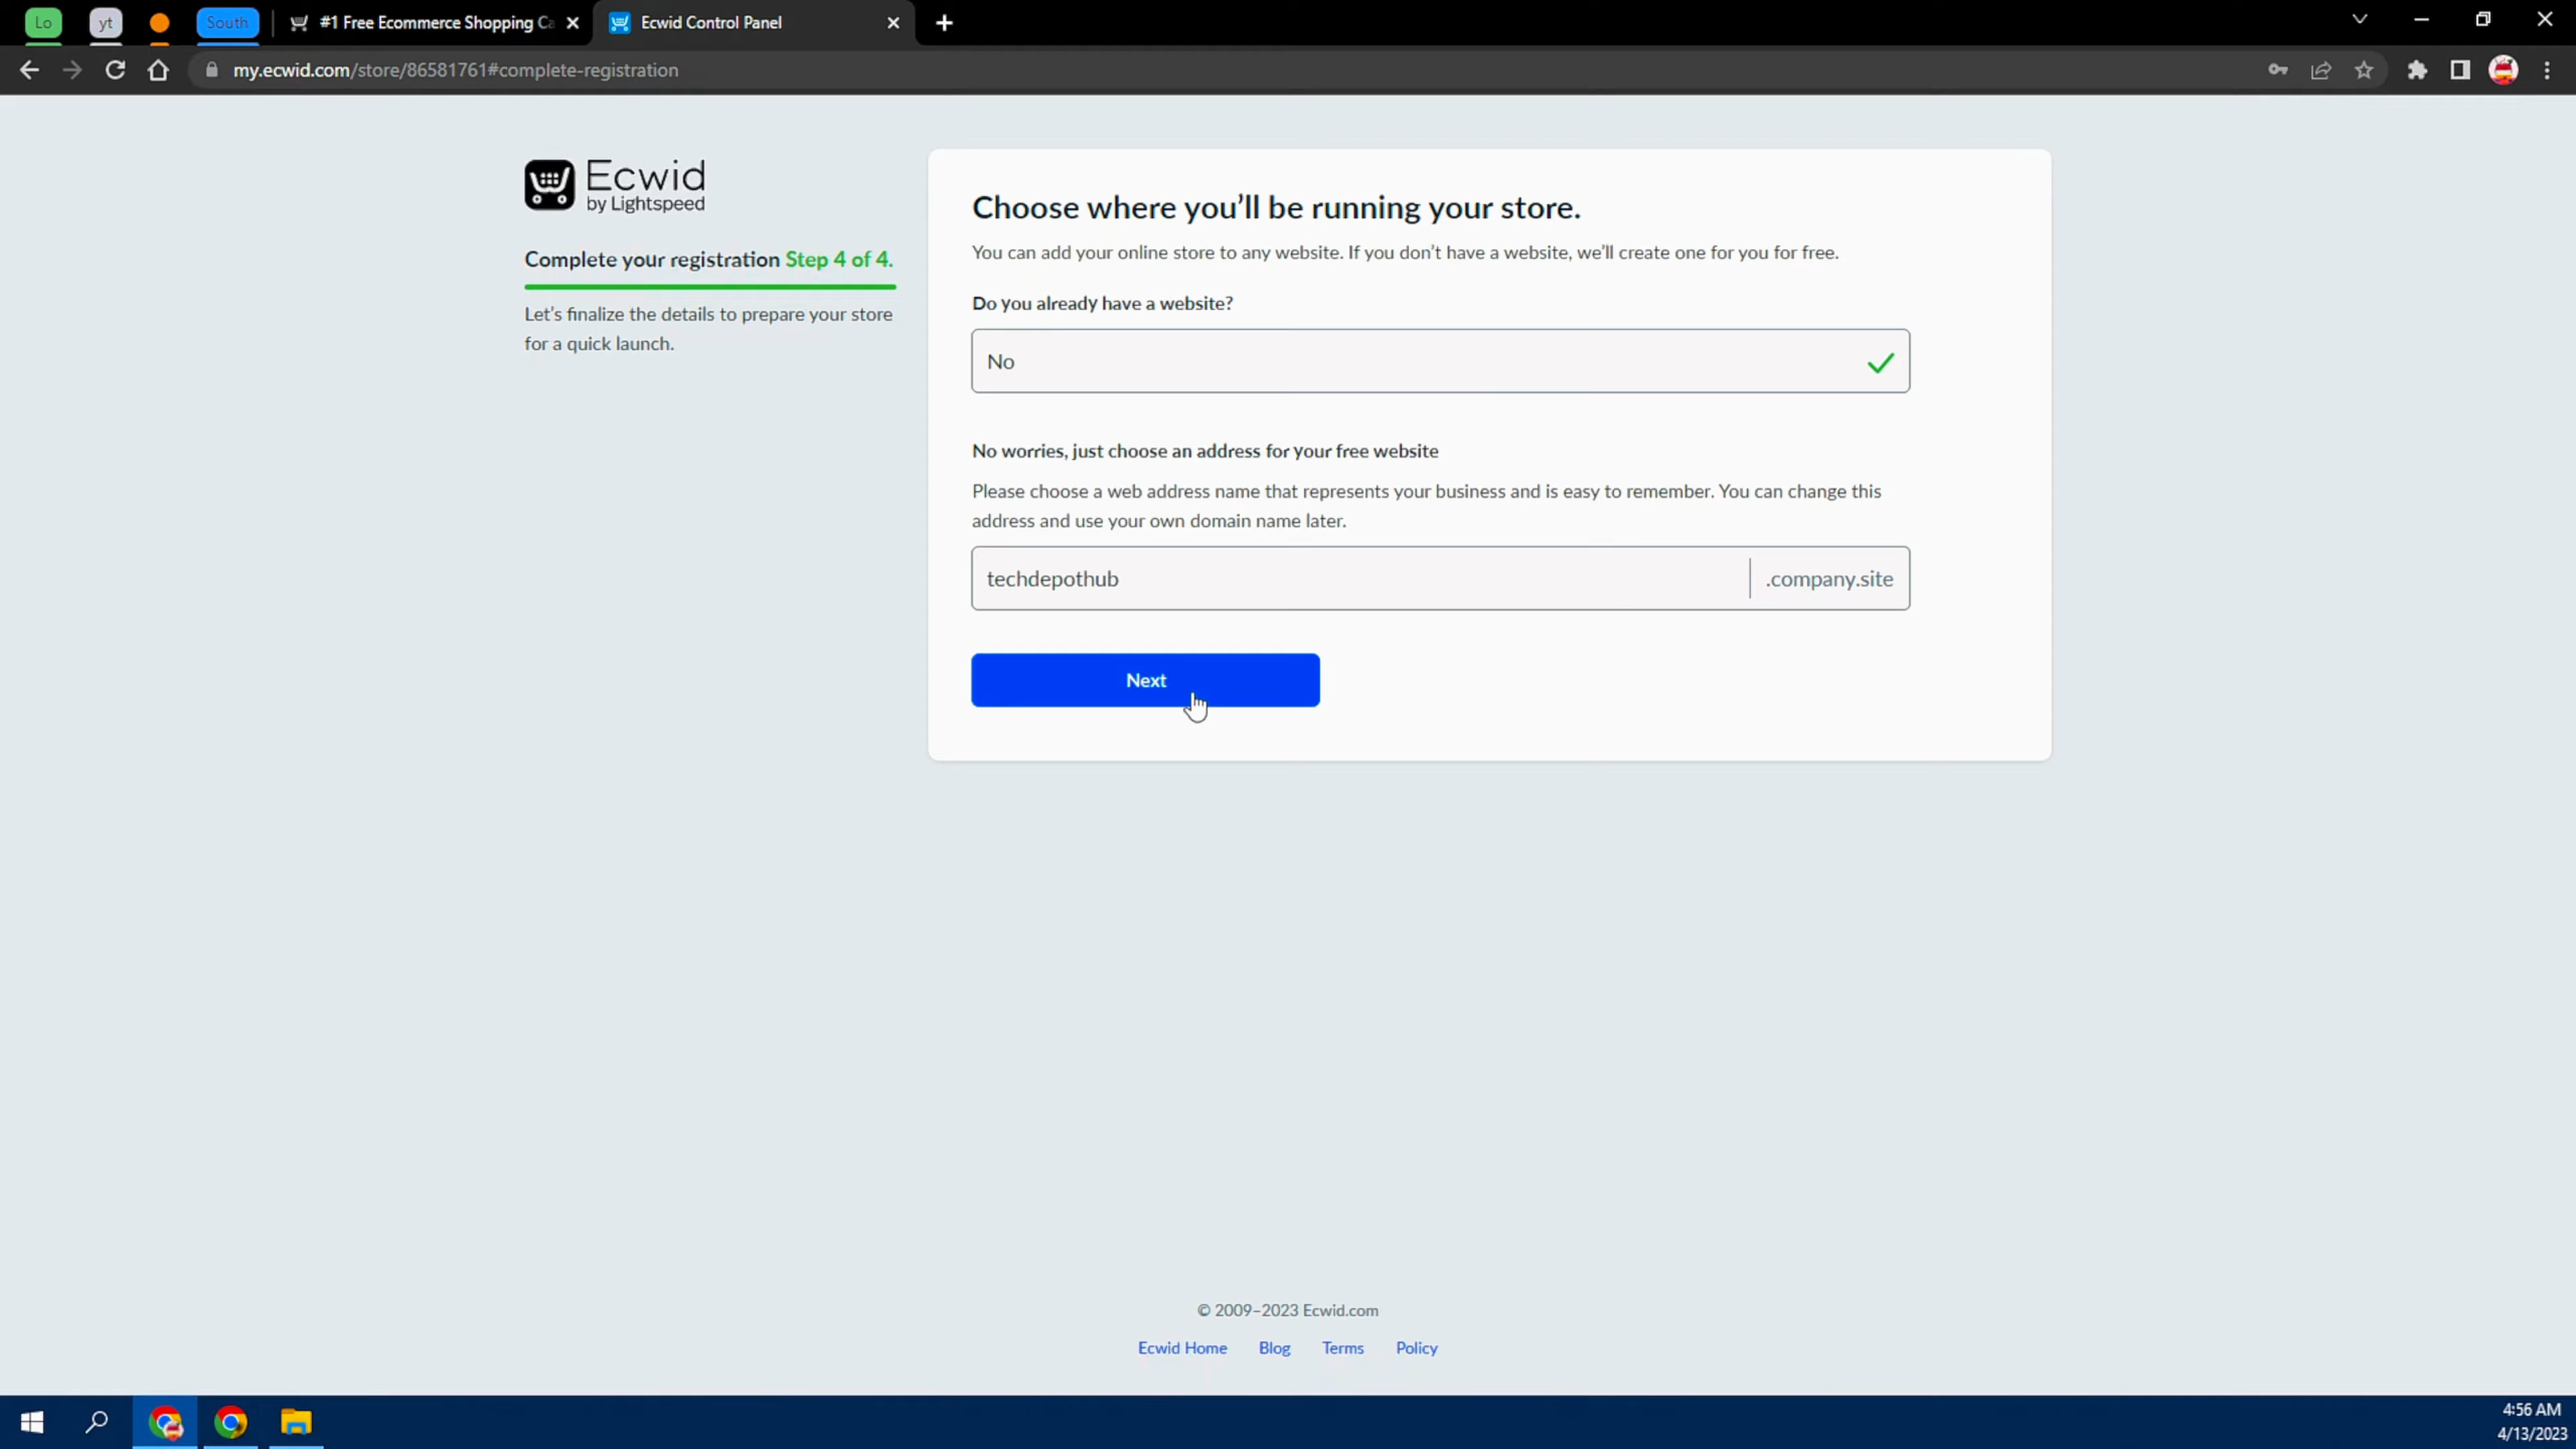 Lo
yt
South
#1 Free Ecommerce Shopping Ca
Ecwid Control Panel
my.ecwid.com/store/86581761#complete-registration
Ecwid
by Lightspeed
Complete your registration Step 4 of 4.
Let's finalize the details to prepare your store
for a quick launch.
Choose where you'll be running your store.
You can add your online store to any website. If you don't have a website, we'll create one for you for free.
Do you already have a website?
No
No worries, just choose an address for your free website
Please choose a web address name that represents your business and is easy to remember. You can change this
address and use your own domain name later.
techdepothub
.company.site
Next
© 2009–2023 Ecwid.com
Ecwid Home Blog Terms Policy
4:56 AM
4/13/2023